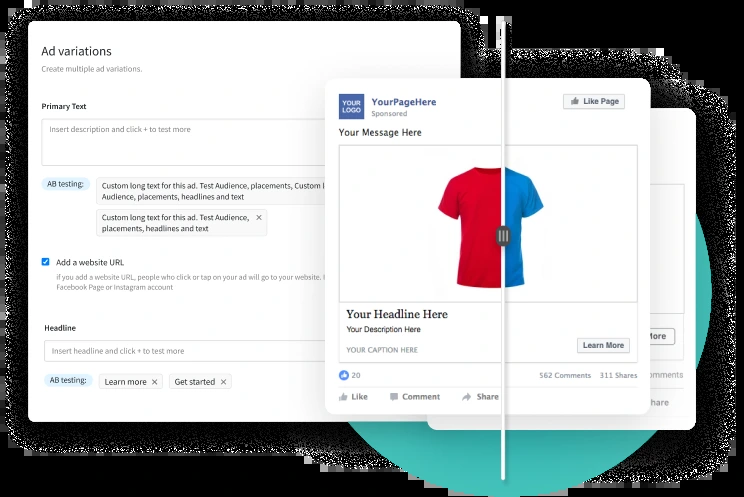 Ad variations
Create multiple ad variations.
Primary Text
Insert description and click + to test more
AB testing:
Custom long text for this ad. Test Audience, placements, Custom l
Audience, placements, headlines and text
Custom long text for this ad. Test Audience, ×
placements, headlines and text
Add a website URL
if you add a website URL, people who click or tap on your ad will go to your website.
Facebook Page or Instagram account
Headline
Insert headline and click + to test more
AB testing:
Learn more ×
Get started ×
YOUR
LOGO
YourPageHere
Sponsored
Like Page
Your Message Here
Your Headline Here
Your Description Here
YOUR CAPTION HERE
Learn More
20
562 Comments 311 Shares
Like Comment Share
More
omments
hare